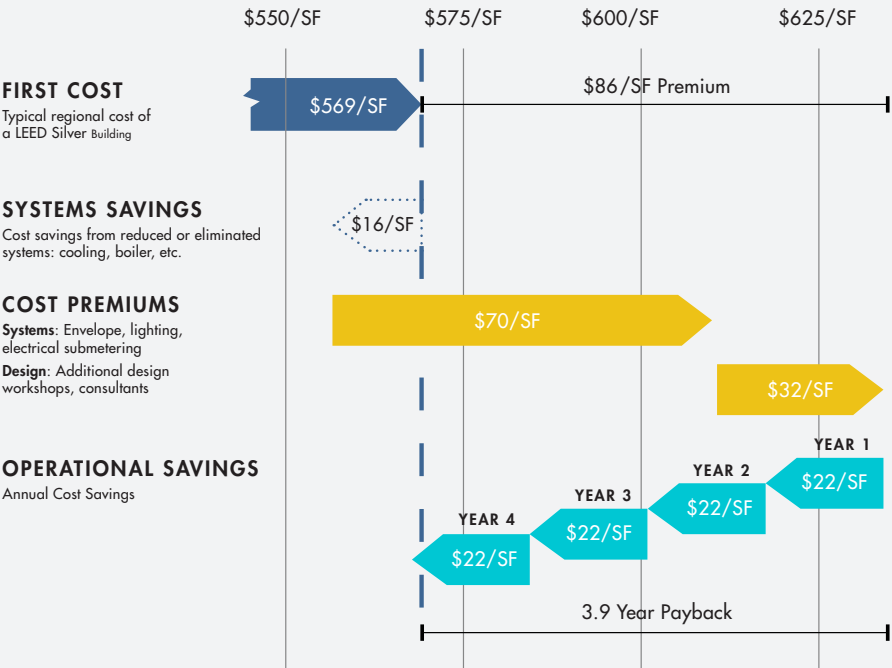 $550/SF $575/SF $600/SF $625/SF
FIRST COST
Typical regional cost of
a LEED Silver Building
$569/SF
$86/SF Premium
SYSTEMS SAVINGS
Cost savings from reduced or eliminated
systems: cooling, boiler, etc.
$16/SF
COST PREMIUMS
Systems: Envelope, lighting,
electrical submetering
Design: Additional design
workshops, consultants
$70/SF
$32/SF
OPERATIONAL SAVINGS
Annual Cost Savings
YEAR 1
$22/SF
YEAR 2
$22/SF
YEAR 3
$22/SF
YEAR 4
$22/SF
3.9 Year Payback